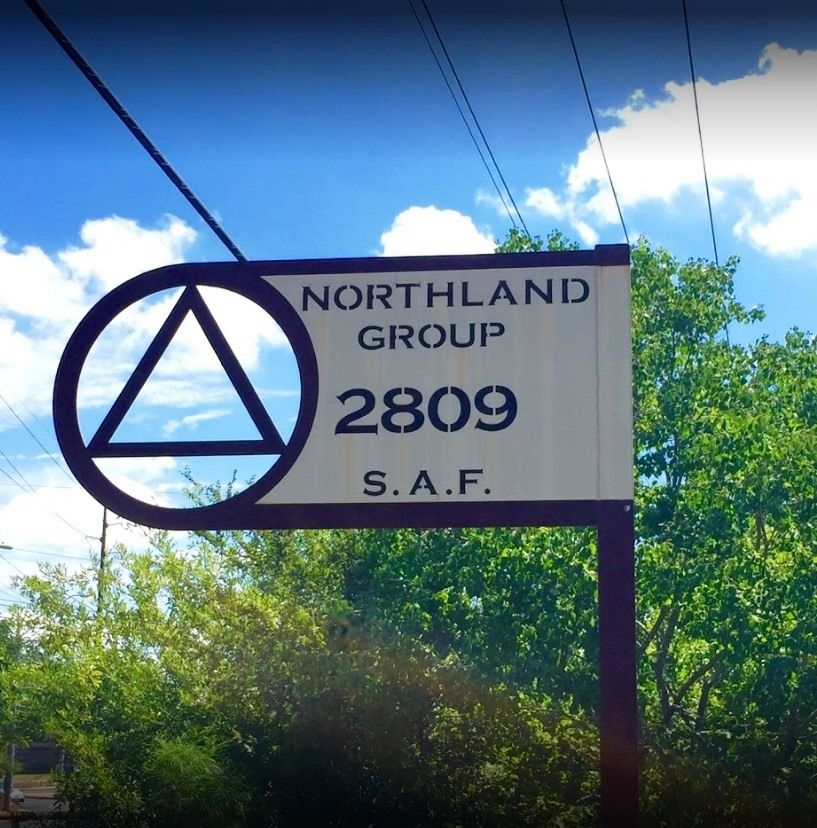 NORTHLAND
GROUP
2809
S.A.F.